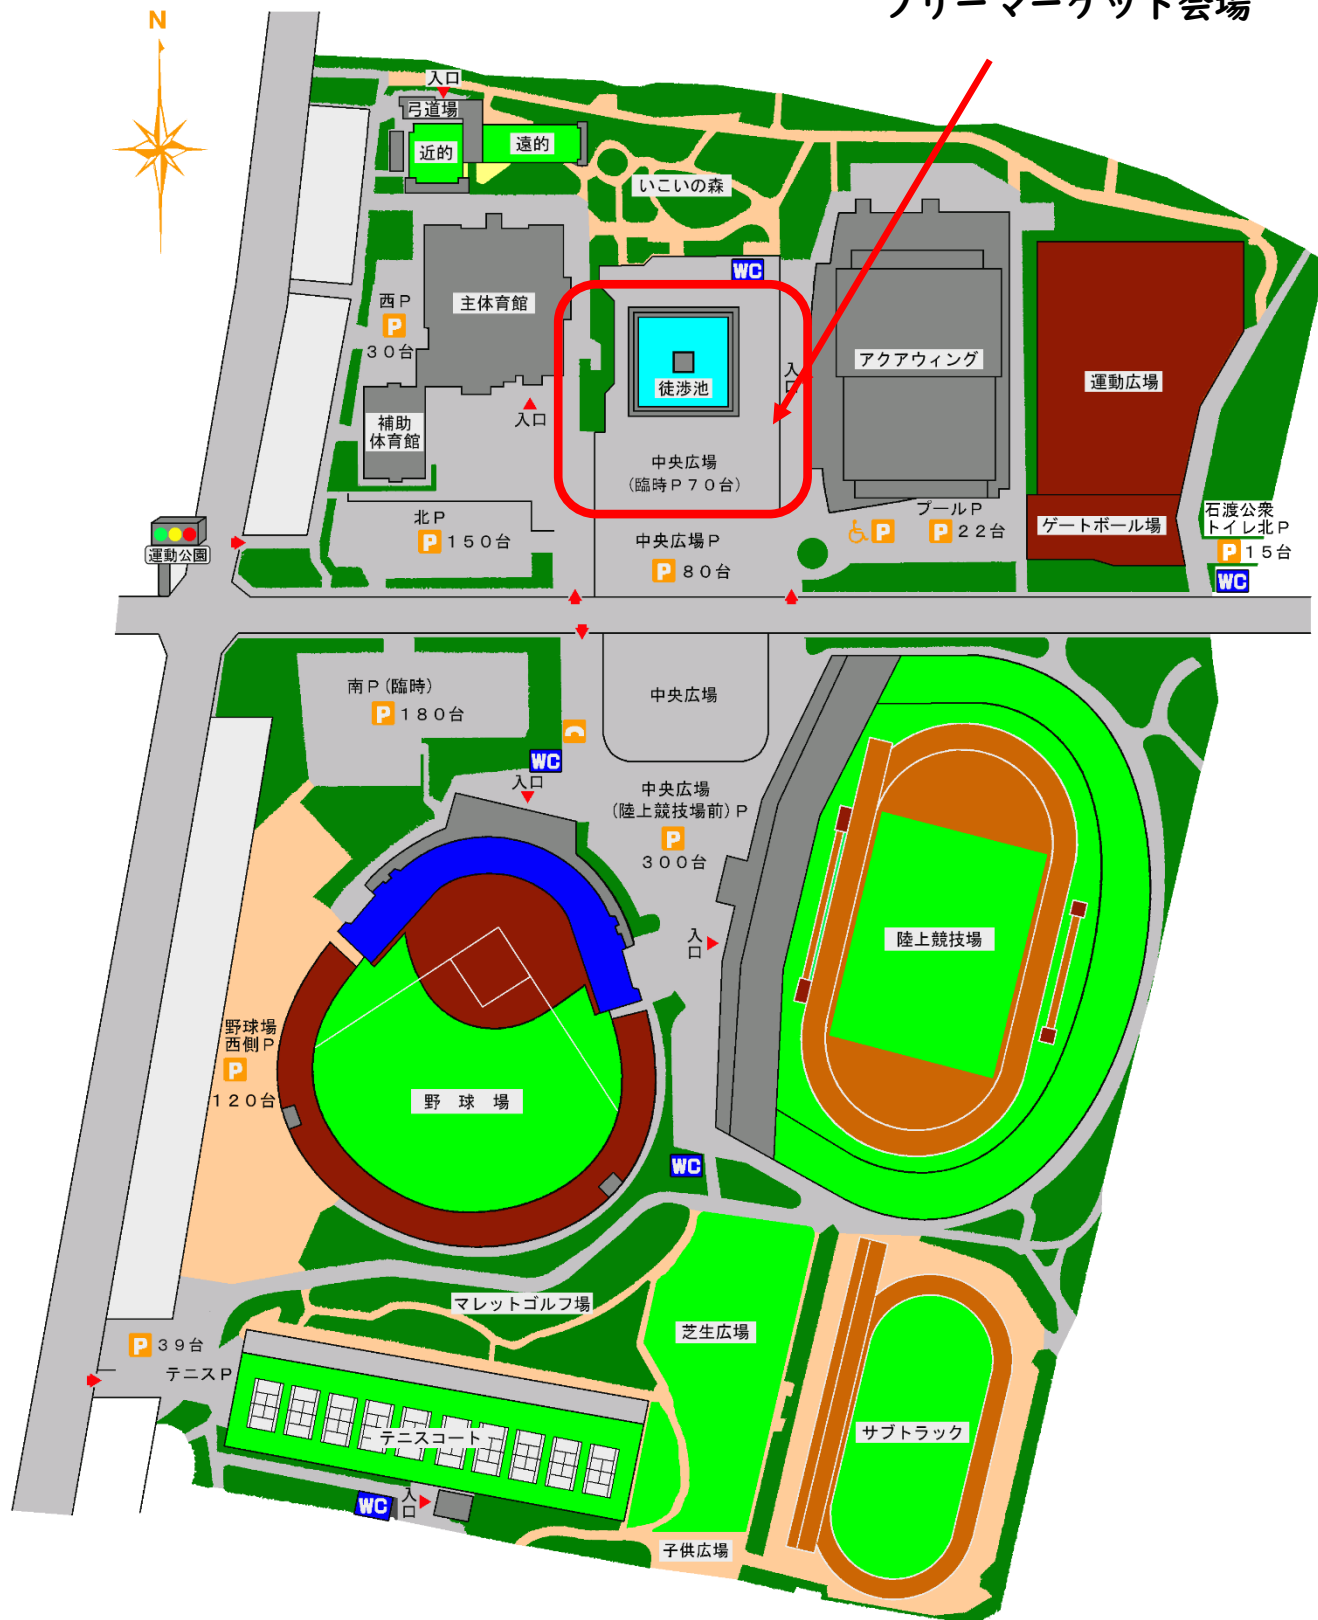 フリーマーケット会場
N
入口
弓道場
近的
遠的
いこいの森
WC
西P
P
30台
主体育館
徒渉池
入口
アクアウィング
運動広場
補助
体育館
入口
中央広場
(臨時P70台)
北P
P 150台
中央広場P
P 80台
プールP
P
P 22台
ゲートボール場
石渡公衆
トイレ北P
P 15台
WC
運動公園
南P(臨時)
P 180台
中央広場
WC
入口
中央広場
(陸上競技場前)P
P
300台
入口
陸上競技場
野球場
西側P
P
120台
野球場
WC
マレットゴルフ場
芝生広場
P 39台
テニスP
テニスコート
サブトラック
WC
入口
子供広場